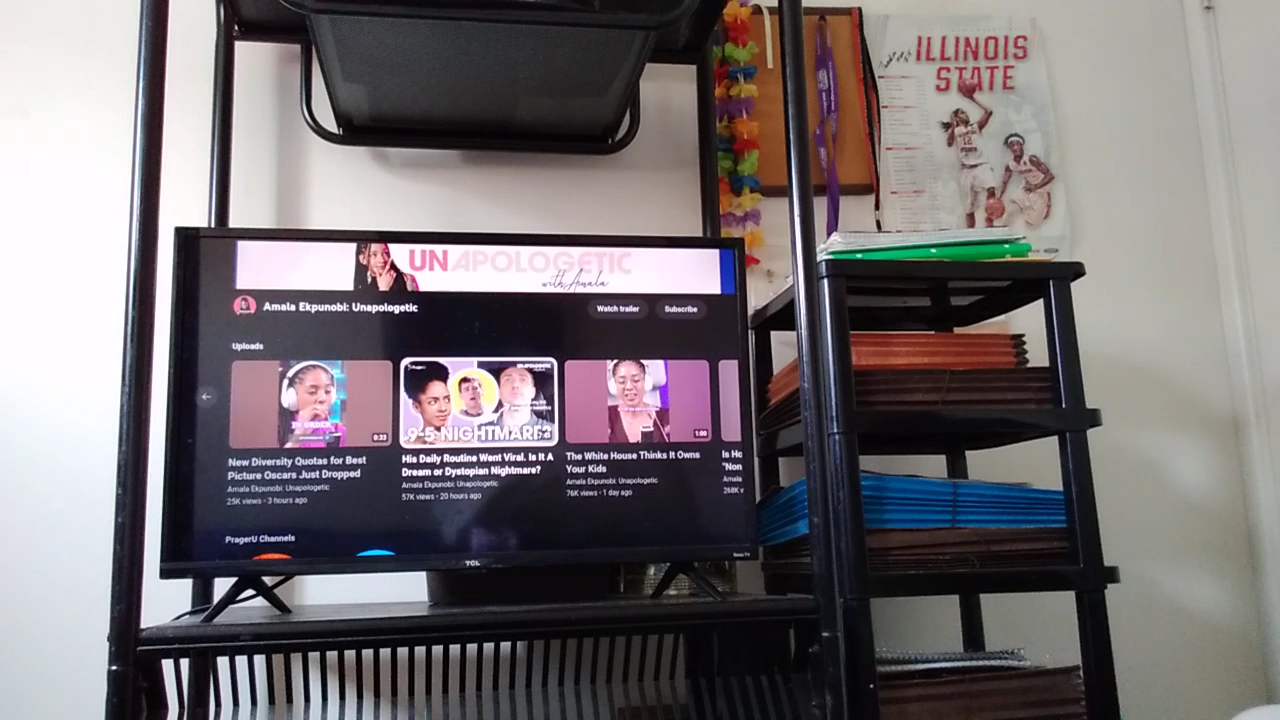 ILLINOIS
STATE
12
UNAPOLOGETIC
with Amala
Amala Ekpunobi: Unapologetic
Watch trailer
Subscribe
Uploads
IN ORDER
0:33
UNAPOLOGETIC
9-5 NIGHTMARE?
1:00
New Diversity Quotas for Best
Picture Oscars Just Dropped
Amala Ekpunobi: Unapologetic
25K views · 3 hours ago
His Daily Routine Went Viral. Is It A
Dream or Dystopian Nightmare?
Amala Ekpunobi: Unapologetic
57K views · 20 hours ago
The White House Thinks It Owns
Your Kids
Amala Ekpunobi: Unapologetic
76K views · 1 day ago
"Non
Amala
268K v
PragerU Channels
TCL
Roku TV